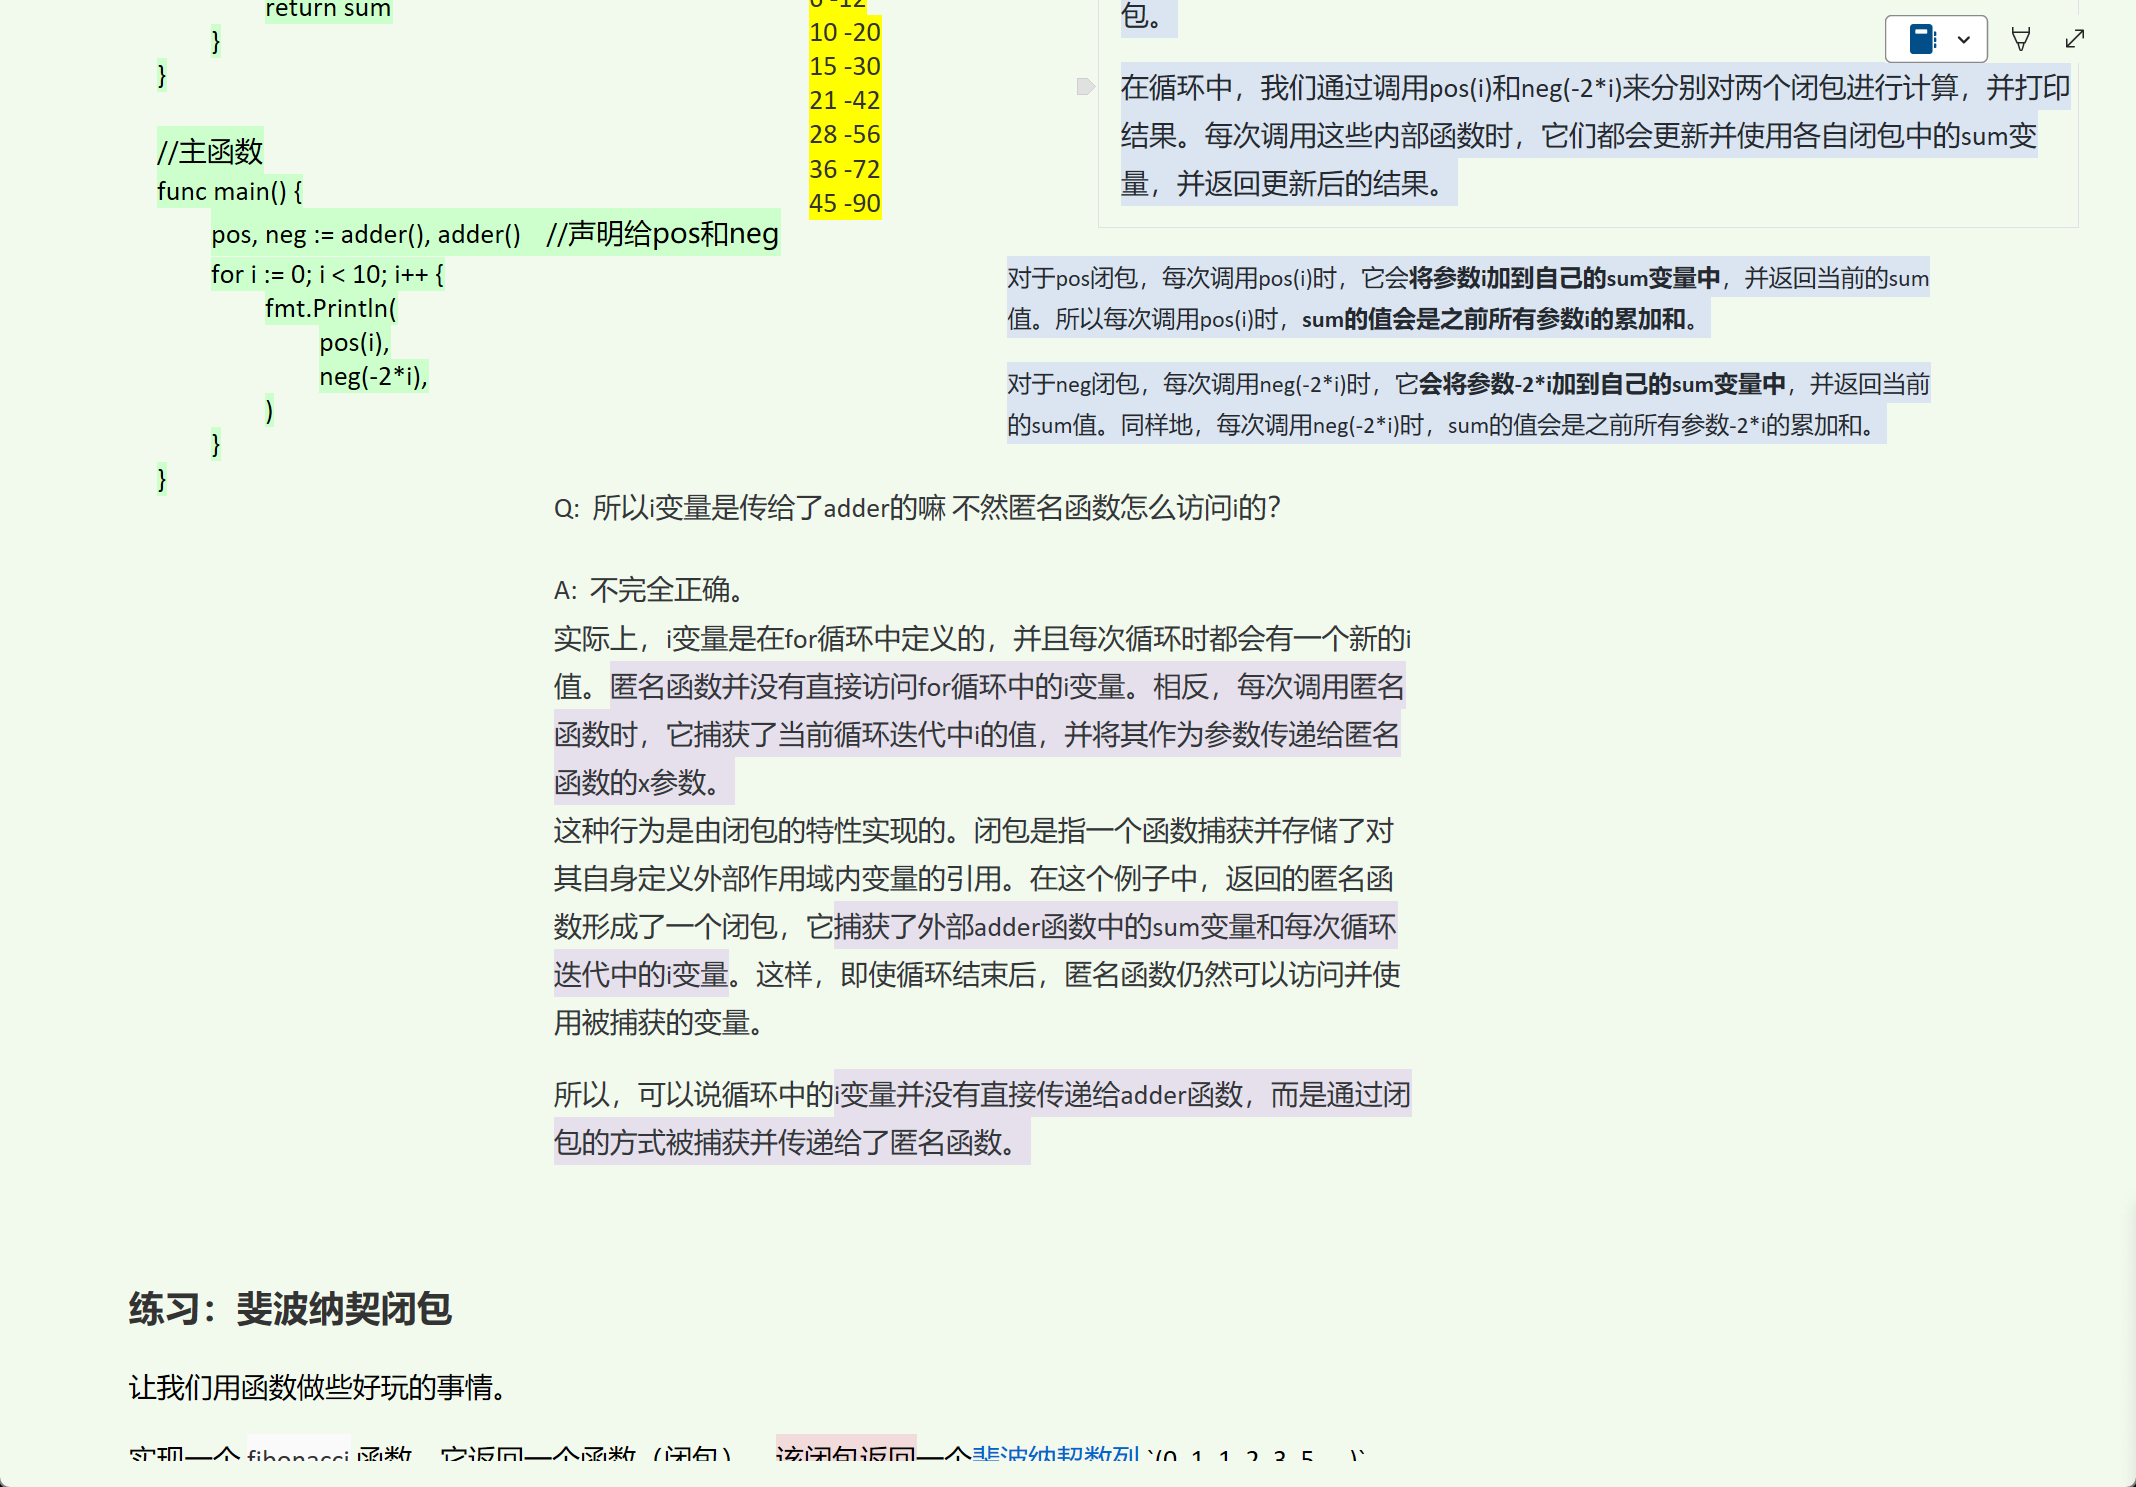 return sum
}
}
//主函数
func main() {
pos, neg := adder(), adder() //声明给pos和neg
for i := 0; i < 10; i++ {
fmt.Println(
pos(i),
neg(-2*i),
)
}
}
6 -12
10 -20
15 -30
21 -42
28 -56
36 -72
45 -90
包。
在循环中，我们通过调用pos(i)和neg(-2*i)来分别对两个闭包进行计算，并打印
结果。每次调用这些内部函数时，它们都会更新并使用各自闭包中的sum变
量，并返回更新后的结果。
对于pos闭包，每次调用pos(i)时，它会将参数i加到自己的sum变量中，并返回当前的sum
值。所以每次调用pos(i)时，sum的值会是之前所有参数i的累加和。
对于neg闭包，每次调用neg(-2*i)时，它会将参数-2*i加到自己的sum变量中，并返回当前
的sum值。同样地，每次调用neg(-2*i)时，sum的值会是之前所有参数-2*i的累加和。
Q: 所以i变量是传给了adder的嘛 不然匿名函数怎么访问i的？
A: 不完全正确。
实际上，i变量是在for循环中定义的，并且每次循环时都会有一个新的i
值。匿名函数并没有直接访问for循环中的i变量。相反，每次调用匿名
函数时，它捕获了当前循环迭代中i的值，并将其作为参数传递给匿名
函数的x参数。
这种行为是由闭包的特性实现的。闭包是指一个函数捕获并存储了对
其自身定义外部作用域内变量的引用。在这个例子中，返回的匿名函
数形成了一个闭包，它捕获了外部adder函数中的sum变量和每次循环
迭代中的i变量。这样，即使循环结束后，匿名函数仍然可以访问并使
用被捕获的变量。
所以，可以说循环中的i变量并没有直接传递给adder函数，而是通过闭
包的方式被捕获并传递给了匿名函数。
练习：斐波纳契闭包
让我们用函数做些好玩的事情。
实现一个 fibonacci 函数，它返回一个函数（闭包），该闭包返回一个斐波纳契数列 `(0, 1, 1, 2, 3, 5, ...)`